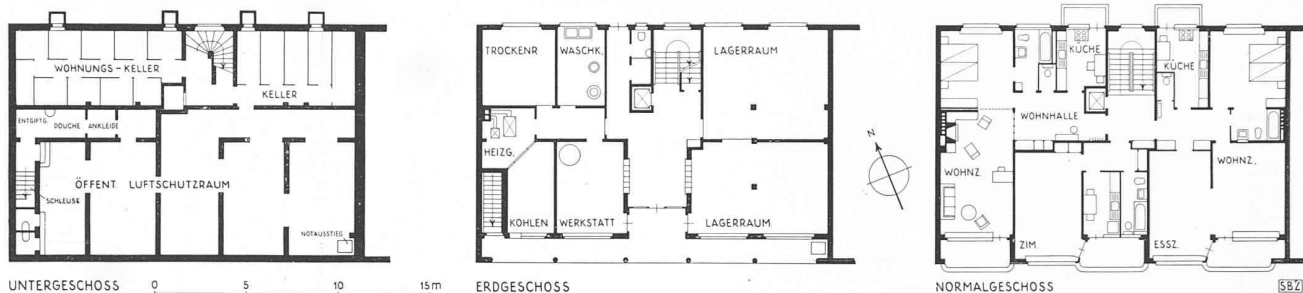 WOHNUNGS-KELLER
KELLER
ENTGIFTG. DOUCHE ANKLEIDE
ÖFFENT. LUFTSCHUTZRAUM
SCHLEUSE
NOTAUSSTIEG
UNTERGESCHOSS 0 5 10 15 m
TROCKENR.
WASCHK.
LAGERRAUM
HEIZG.
KOHLEN
WERKSTATT
LAGERRAUM
ERDGESCHOSS
N
KÜCHE
KÜCHE
WOHNHALLE
WOHNZ.
WOHNZ.
ZIM.
ESSZ.
NORMALGESCHOSS
SBZ